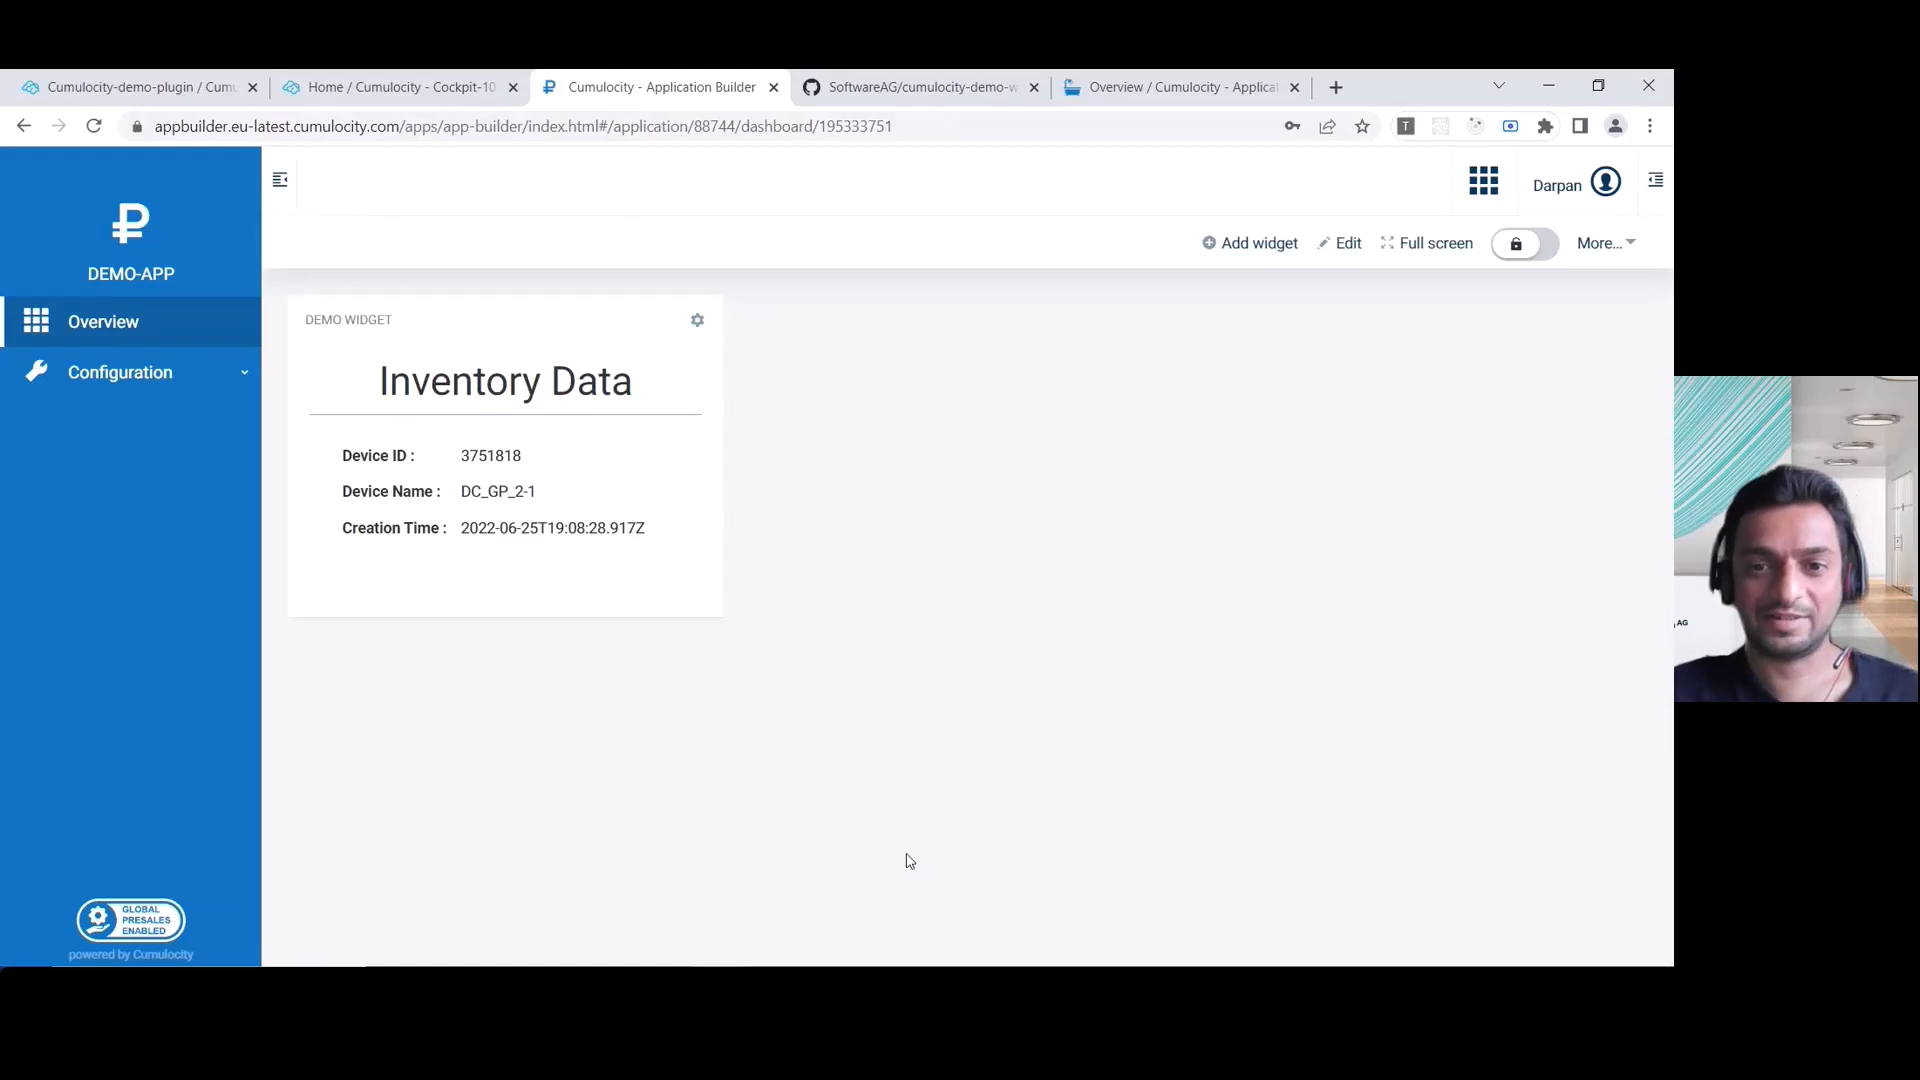 Cumulocity-demo-plugin / Cumu
Home / Cumulocity - Cockpit-10
Cumulocity - Application Builder
SoftwareAG/cumulocity-demo-w
Overview / Cumulocity - Applicat
appbuilder.eu-latest.cumulocity.com/apps/app-builder/index.html#/application/88744/dashboard/195333751
T
DEMO-APP
Overview
Configuration
Darpan
Add widget
Edit
Full screen
More...
DEMO WIDGET
Inventory Data
Device ID : 3751818
Device Name : DC_GP_2-1
Creation Time : 2022-06-25T19:08:28.917Z
AG
GLOBAL
PRESALES
ENABLED
powered by Cumulocity